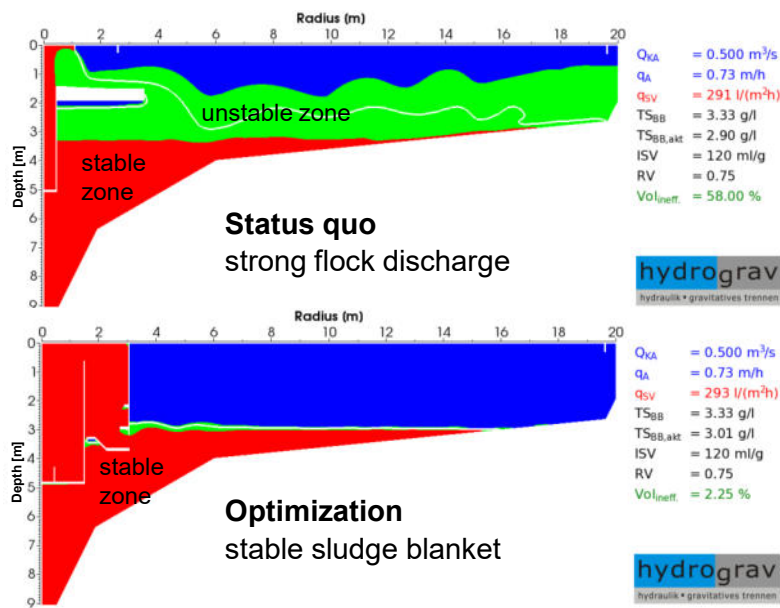 Radius (m)
0 2 4 6 8 10 12 14 16 18 20
Depth [m]
0
1
2
3
4
5
6
7
8
9
unstable zone
stable
zone
Status quo
strong flock discharge
Q_KA = 0.500 m³/s
q_A = 0.73 m/h
q_SV = 291 l/(m²h)
TS_BB = 3.33 g/l
TS_BB,akt = 2.90 g/l
ISV = 120 ml/g
RV = 0.75
Vol_ineff. = 58.00 %
hydrograv
hydraulik • gravitatives trennen
Radius (m)
0 2 4 6 8 10 12 14 16 18 20
Depth [m]
0
1
2
3
4
5
6
7
8
9
stable
zone
Optimization
stable sludge blanket
Q_KA = 0.500 m³/s
q_A = 0.73 m/h
q_SV = 293 l/(m²h)
TS_BB = 3.33 g/l
TS_BB,akt = 3.01 g/l
ISV = 120 ml/g
RV = 0.75
Vol_ineff. = 2.25 %
hydrograv
hydraulik • gravitatives trennen